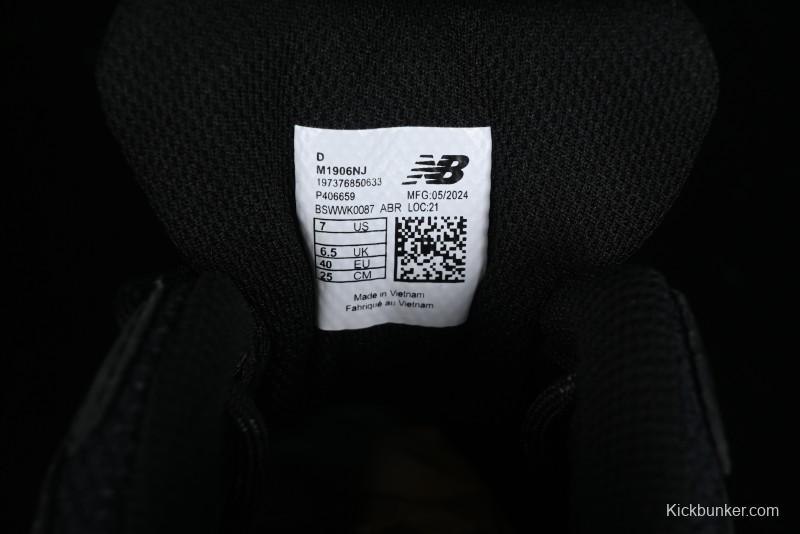 D
M1906NJ
197376850633
P406659 MFG:05/2024
BSWWK0087 ABR LOC:21
NB
7 US
6.5 UK
40 EU
25 CM
Made in Vietnam
Fabriqué au Vietnam
Kickbunker.com